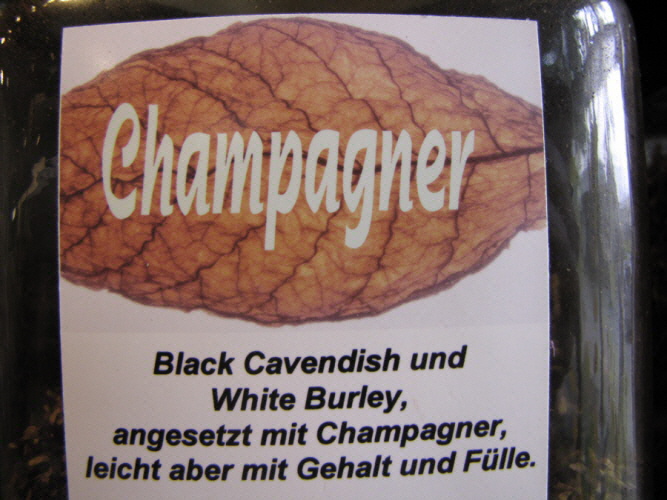 Champagner
Black Cavendish und
White Burley,
angesetzt mit Champagner,
leicht aber mit Gehalt und Fülle.